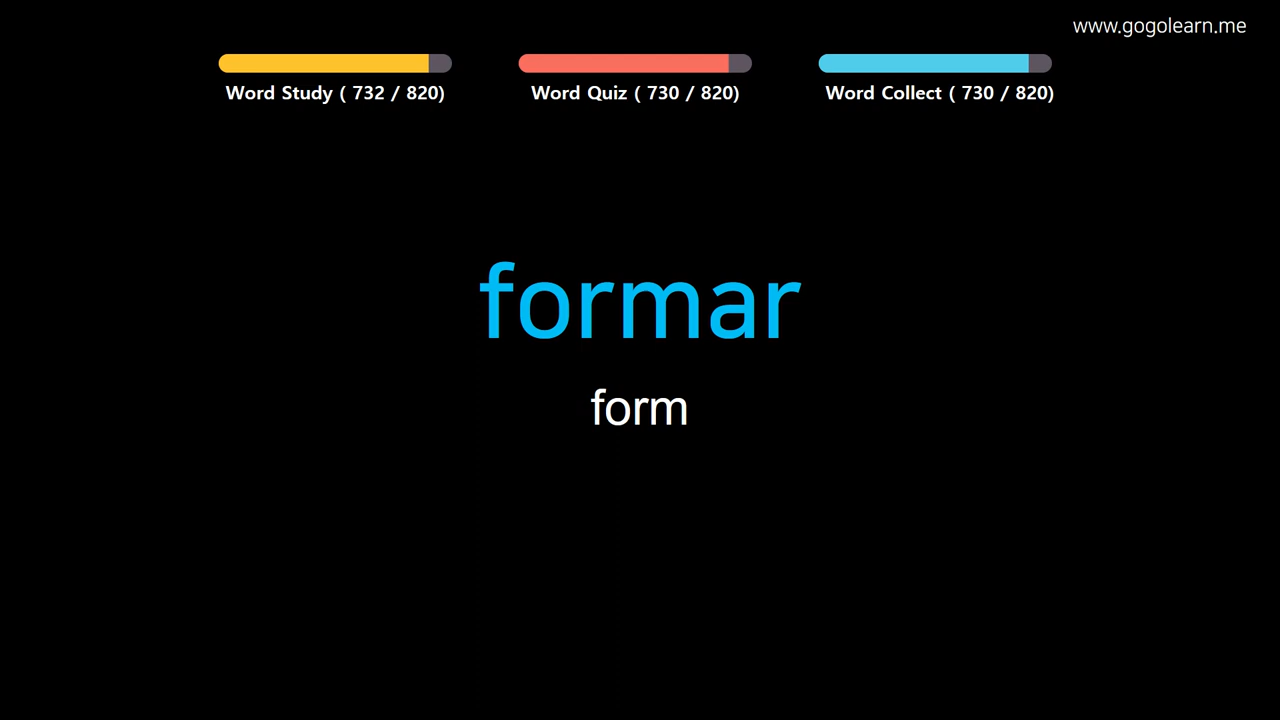 www.gogolearn.me
Word Study ( 732 / 820)
Word Quiz ( 730 / 820)
Word Collect ( 730 / 820)
formar
form